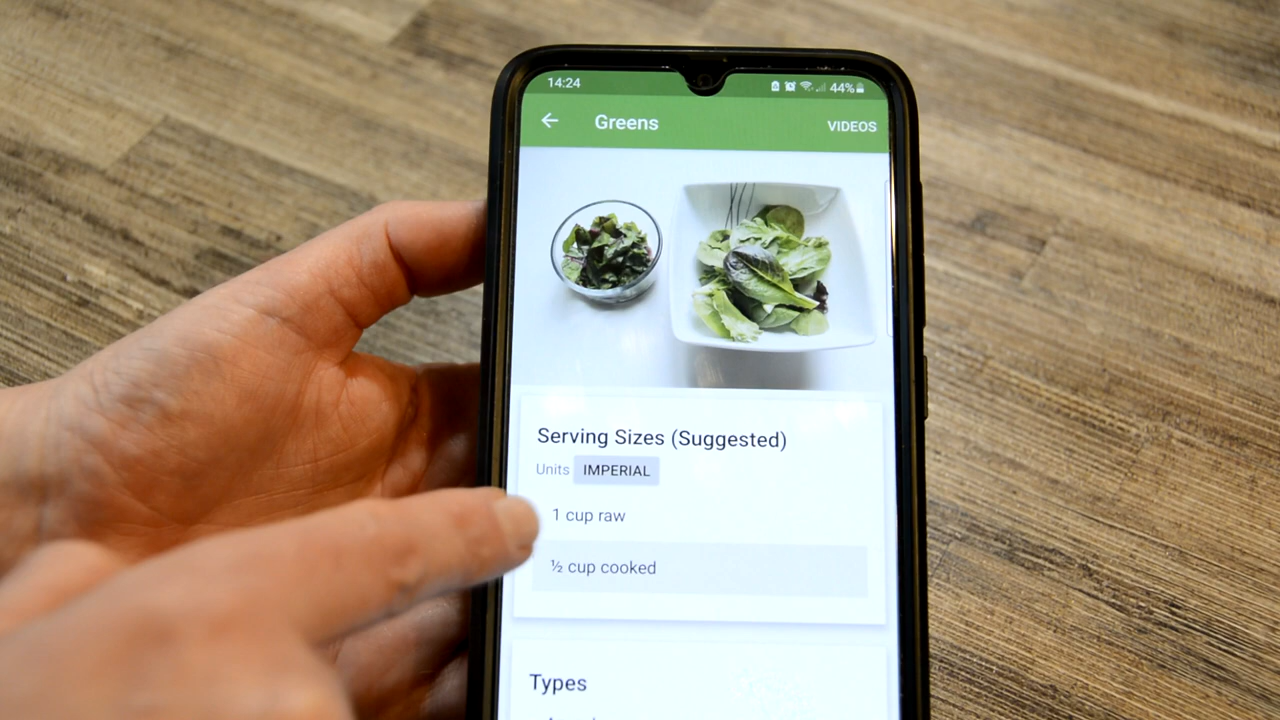 14:24 44%
Greens VIDEOS
Serving Sizes (Suggested)
Units IMPERIAL
1 cup raw
½ cup cooked
Types